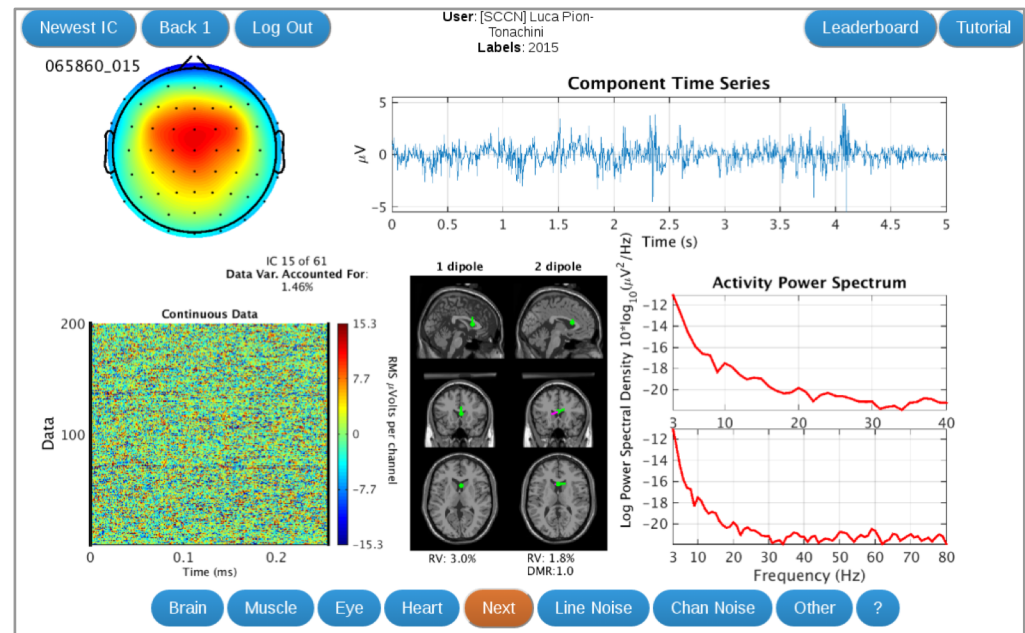 Newest IC
Back 1
Log Out
User: [SCCN] Luca Pion-
Tonachini
Labels: 2015
Leaderboard
Tutorial
065860_015
Component Time Series
5
0
−5
μV
0 0.5 1 1.5 2 2.5 3 3.5 4 4.5 5
Time (s)
IC 15 of 61
Data Var. Accounted For:
1.46%
Continuous Data
200
100
Data
0 0.1 0.2
Time (ms)
15.3
7.7
0
−7.7
−15.3
RMS μVolts per channel
1 dipole 2 dipole
RV: 3.0% RV: 1.8%
DMR:1.0
Activity Power Spectrum
Log Power Spectral Density 10*log10(μV2/Hz)
−12
−14
−16
−18
−20
3 10 20 30 40
−12
−14
−16
−18
−20
3 10 20 30 40 50 60 70 80
Frequency (Hz)
Brain
Muscle
Eye
Heart
Next
Line Noise
Chan Noise
Other
?